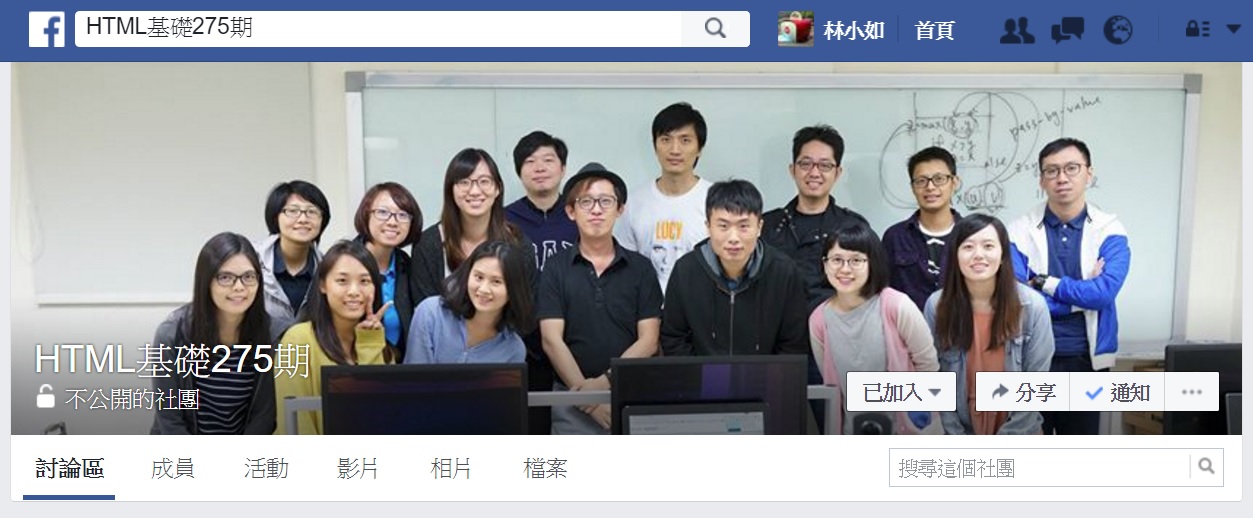 HTML基礎275期
林小如
首頁
z=max(x,y)
if
x>y
z=x
else
z=y
pass-by-value
LUCY
HTML基礎275期
不公開的社團
已加入
分享
通知
討論區
成員
活動
影片
相片
檔案
搜尋這個社團